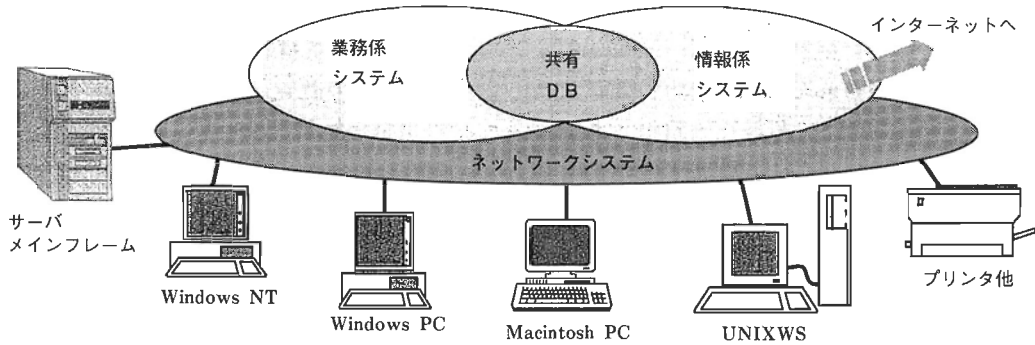 インターネットへ
業務係
システム
共有
DB
情報係
システム
ネットワークシステム
サーバ
メインフレーム
Windows NT
Windows PC
Macintosh PC
UNIXWS
プリンタ他